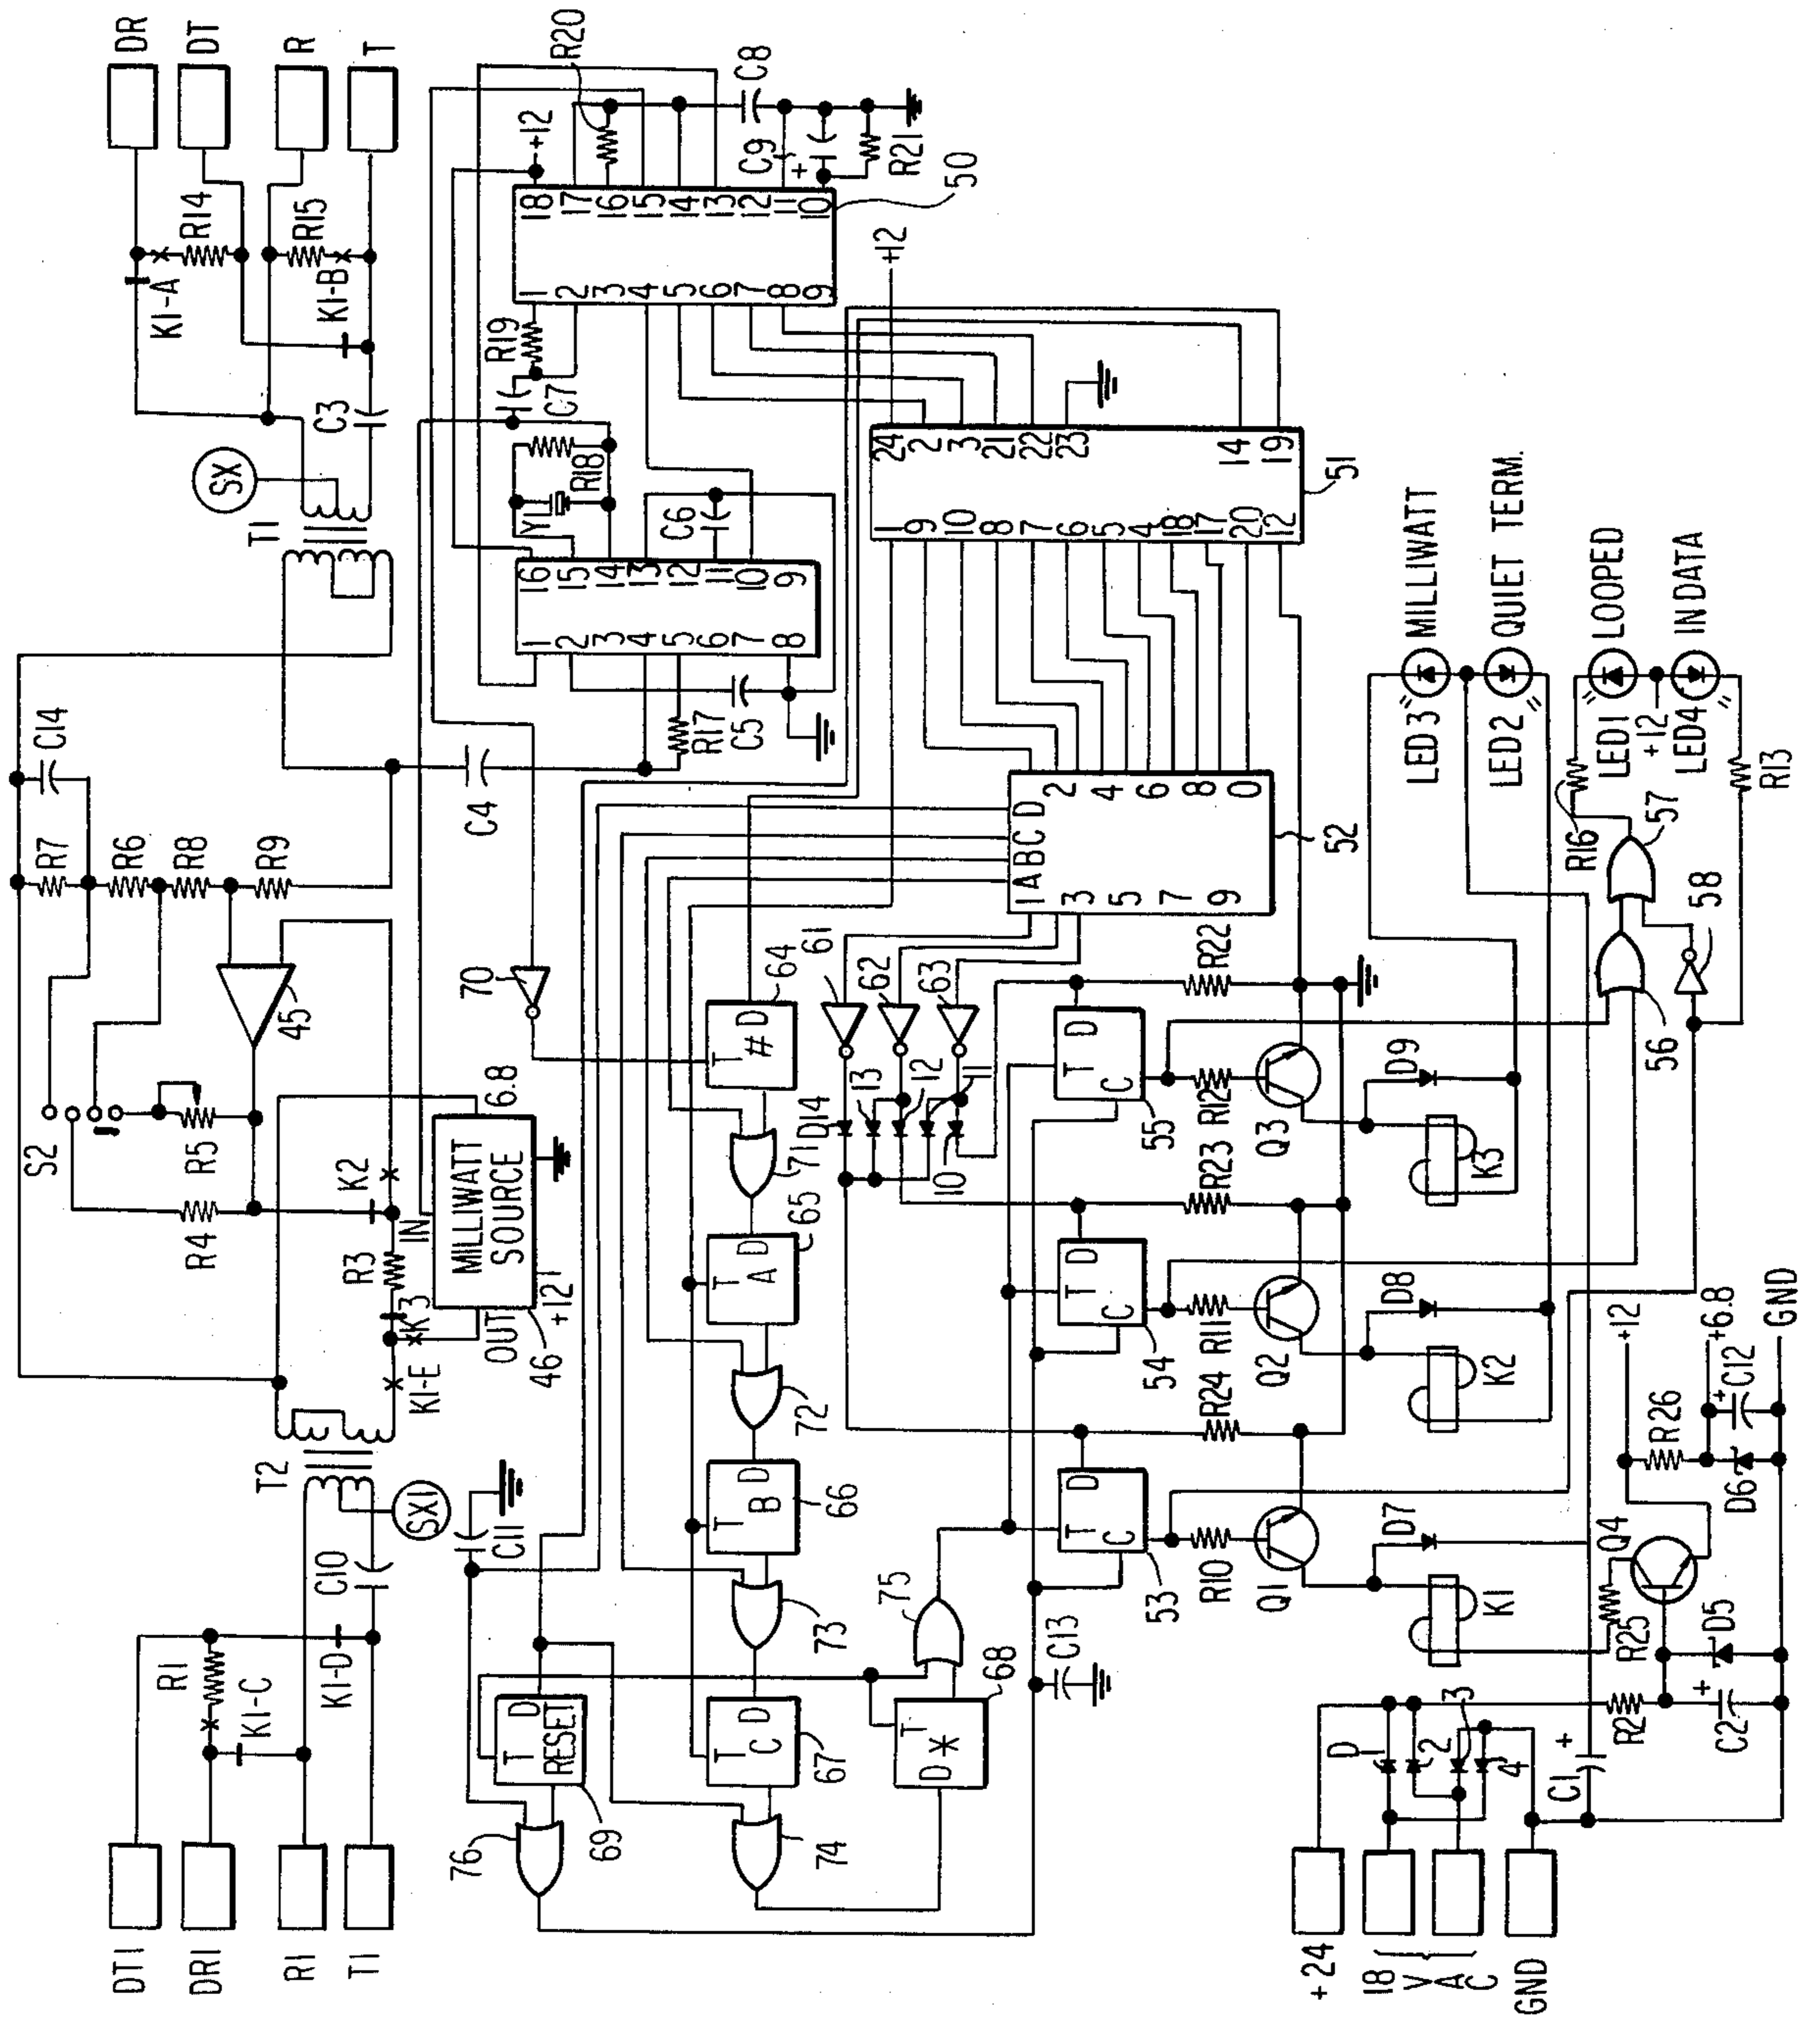 DR
DT
R
T
K1-A
R14
R15
K1-B
SX
T1
C3
R20
+12
C8
C9
+
R21
50
18
17
16
15
14
13
12
11
10
1
2
3
4
5
6
7
8
9
R19
C7
R18
Y1
C6
16
15
14
13
12
11
10
9
1
2
3
4
5
6
7
8
R17
C5
C4
C14
R7
R6
R8
R9
45
S2
R5
R4
K2
R3
K3
IN
MILLIWATT
SOURCE
6.8
+12
OUT
46
K1-E
T2
SX1
C10
C11
R1
K1-C
K1-D
DT1
DR1
R1
T1
+12
24
2
3
21
22
23
14
19
51
1
9
10
8
7
6
5
4
18
17
20
12
A B C D
1
3
5
7
9
2
4
6
8
0
52
70
T
# D
64
71
T
A
D
65
72
T
B
D
66
73
T
C
D
67
74
T
D
*
68
75
T
D
RESET
69
76
C13
61
62
63
D14
13
12
11
10
T
D
C
55
R22
R12
Q3
D9
K3
T
D
C
54
R23
R11
Q2
D8
K2
T
D
C
53
R24
R10
Q1
D7
K1
LED3
MILLIWATT
LED2
QUIET TERM.
LED1
LOOPED
+12
LED4
IN DATA
R16
R13
57
58
56
+12
+6.8
GND
R26
C12
+
D6
Q4
R25
D5
R2
C2
+
D
1
2
3
4
C1
+
+24
18
V
A
C
GND